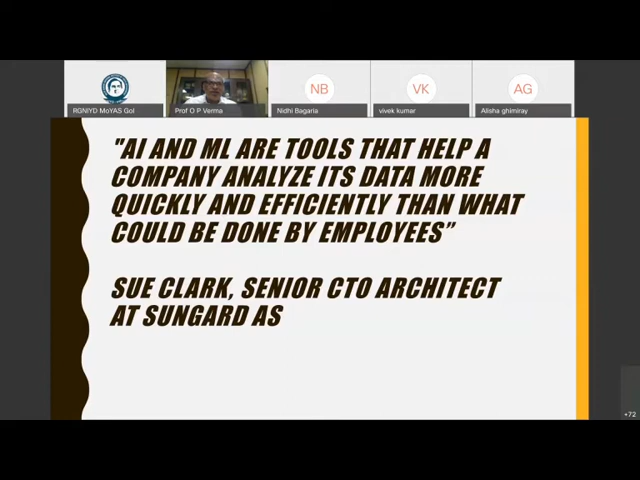 NB
VK
AG
RGNIYD MoYAS GoI
Prof O P Verma
Nidhi Bagaria
vivek kumar
Alisha ghimiray
"AI AND ML ARE TOOLS THAT HELP A
COMPANY ANALYZE ITS DATA MORE
QUICKLY AND EFFICIENTLY THAN WHAT
COULD BE DONE BY EMPLOYEES”
SUE CLARK, SENIOR CTO ARCHITECT
AT SUNGARD AS
+72